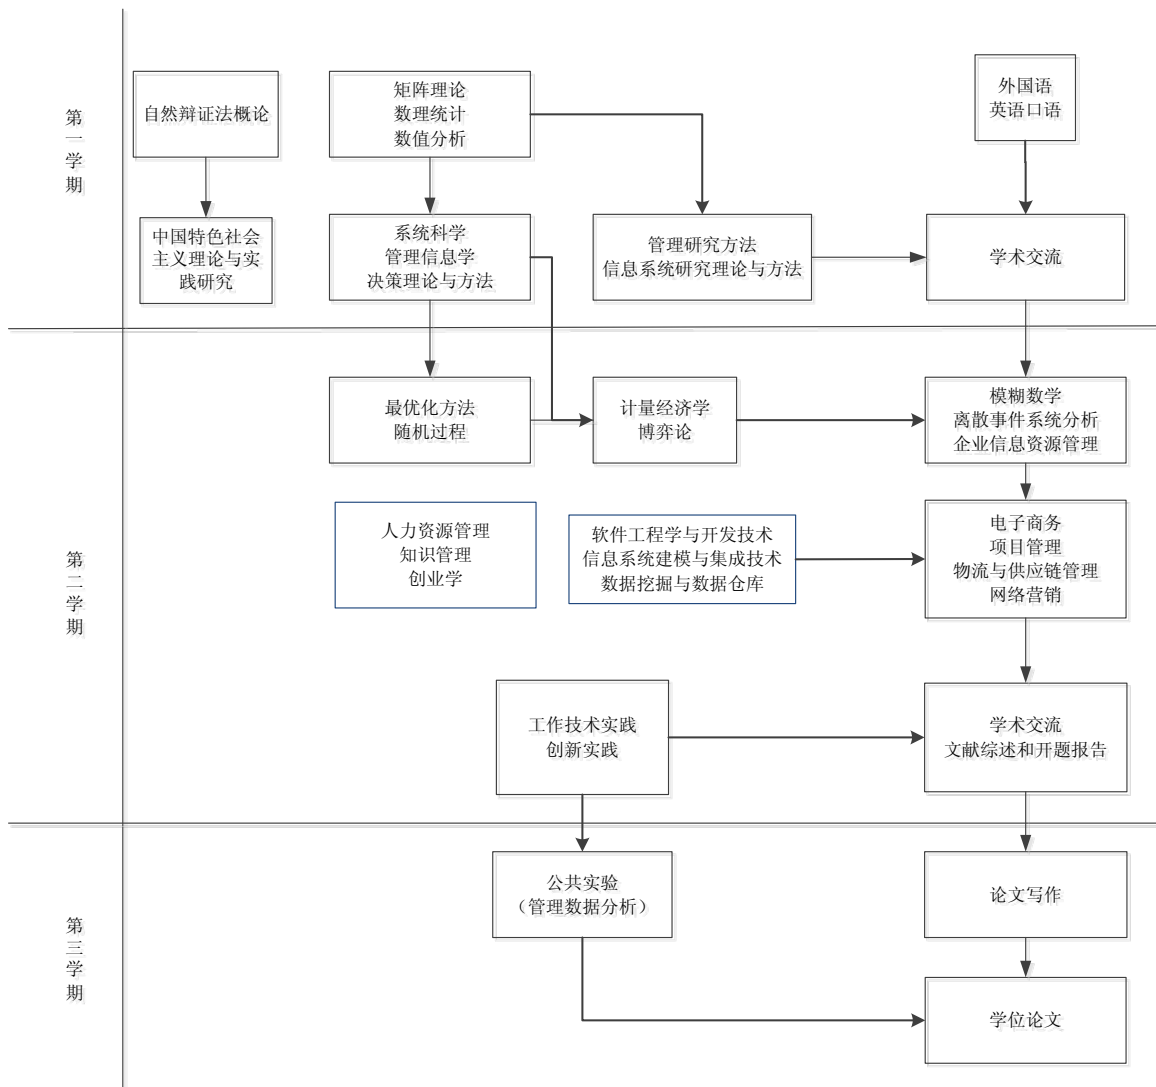 第一学期
自然辩证法概论
矩阵理论
数理统计
数值分析
外国语
英语口语
中国特色社会
主义理论与实
践研究
系统科学
管理信息学
决策理论与方法
管理研究方法
信息系统研究理论与方法
学术交流
第二学期
最优化方法
随机过程
计量经济学
博弈论
模糊数学
离散事件系统分析
企业信息资源管理
人力资源管理
知识管理
创业学
软件工程学与开发技术
信息系统建模与集成技术
数据挖掘与数据仓库
电子商务
项目管理
物流与供应链管理
网络营销
工作技术实践
创新实践
学术交流
文献综述和开题报告
第三学期
公共实验
（管理数据分析）
论文写作
学位论文